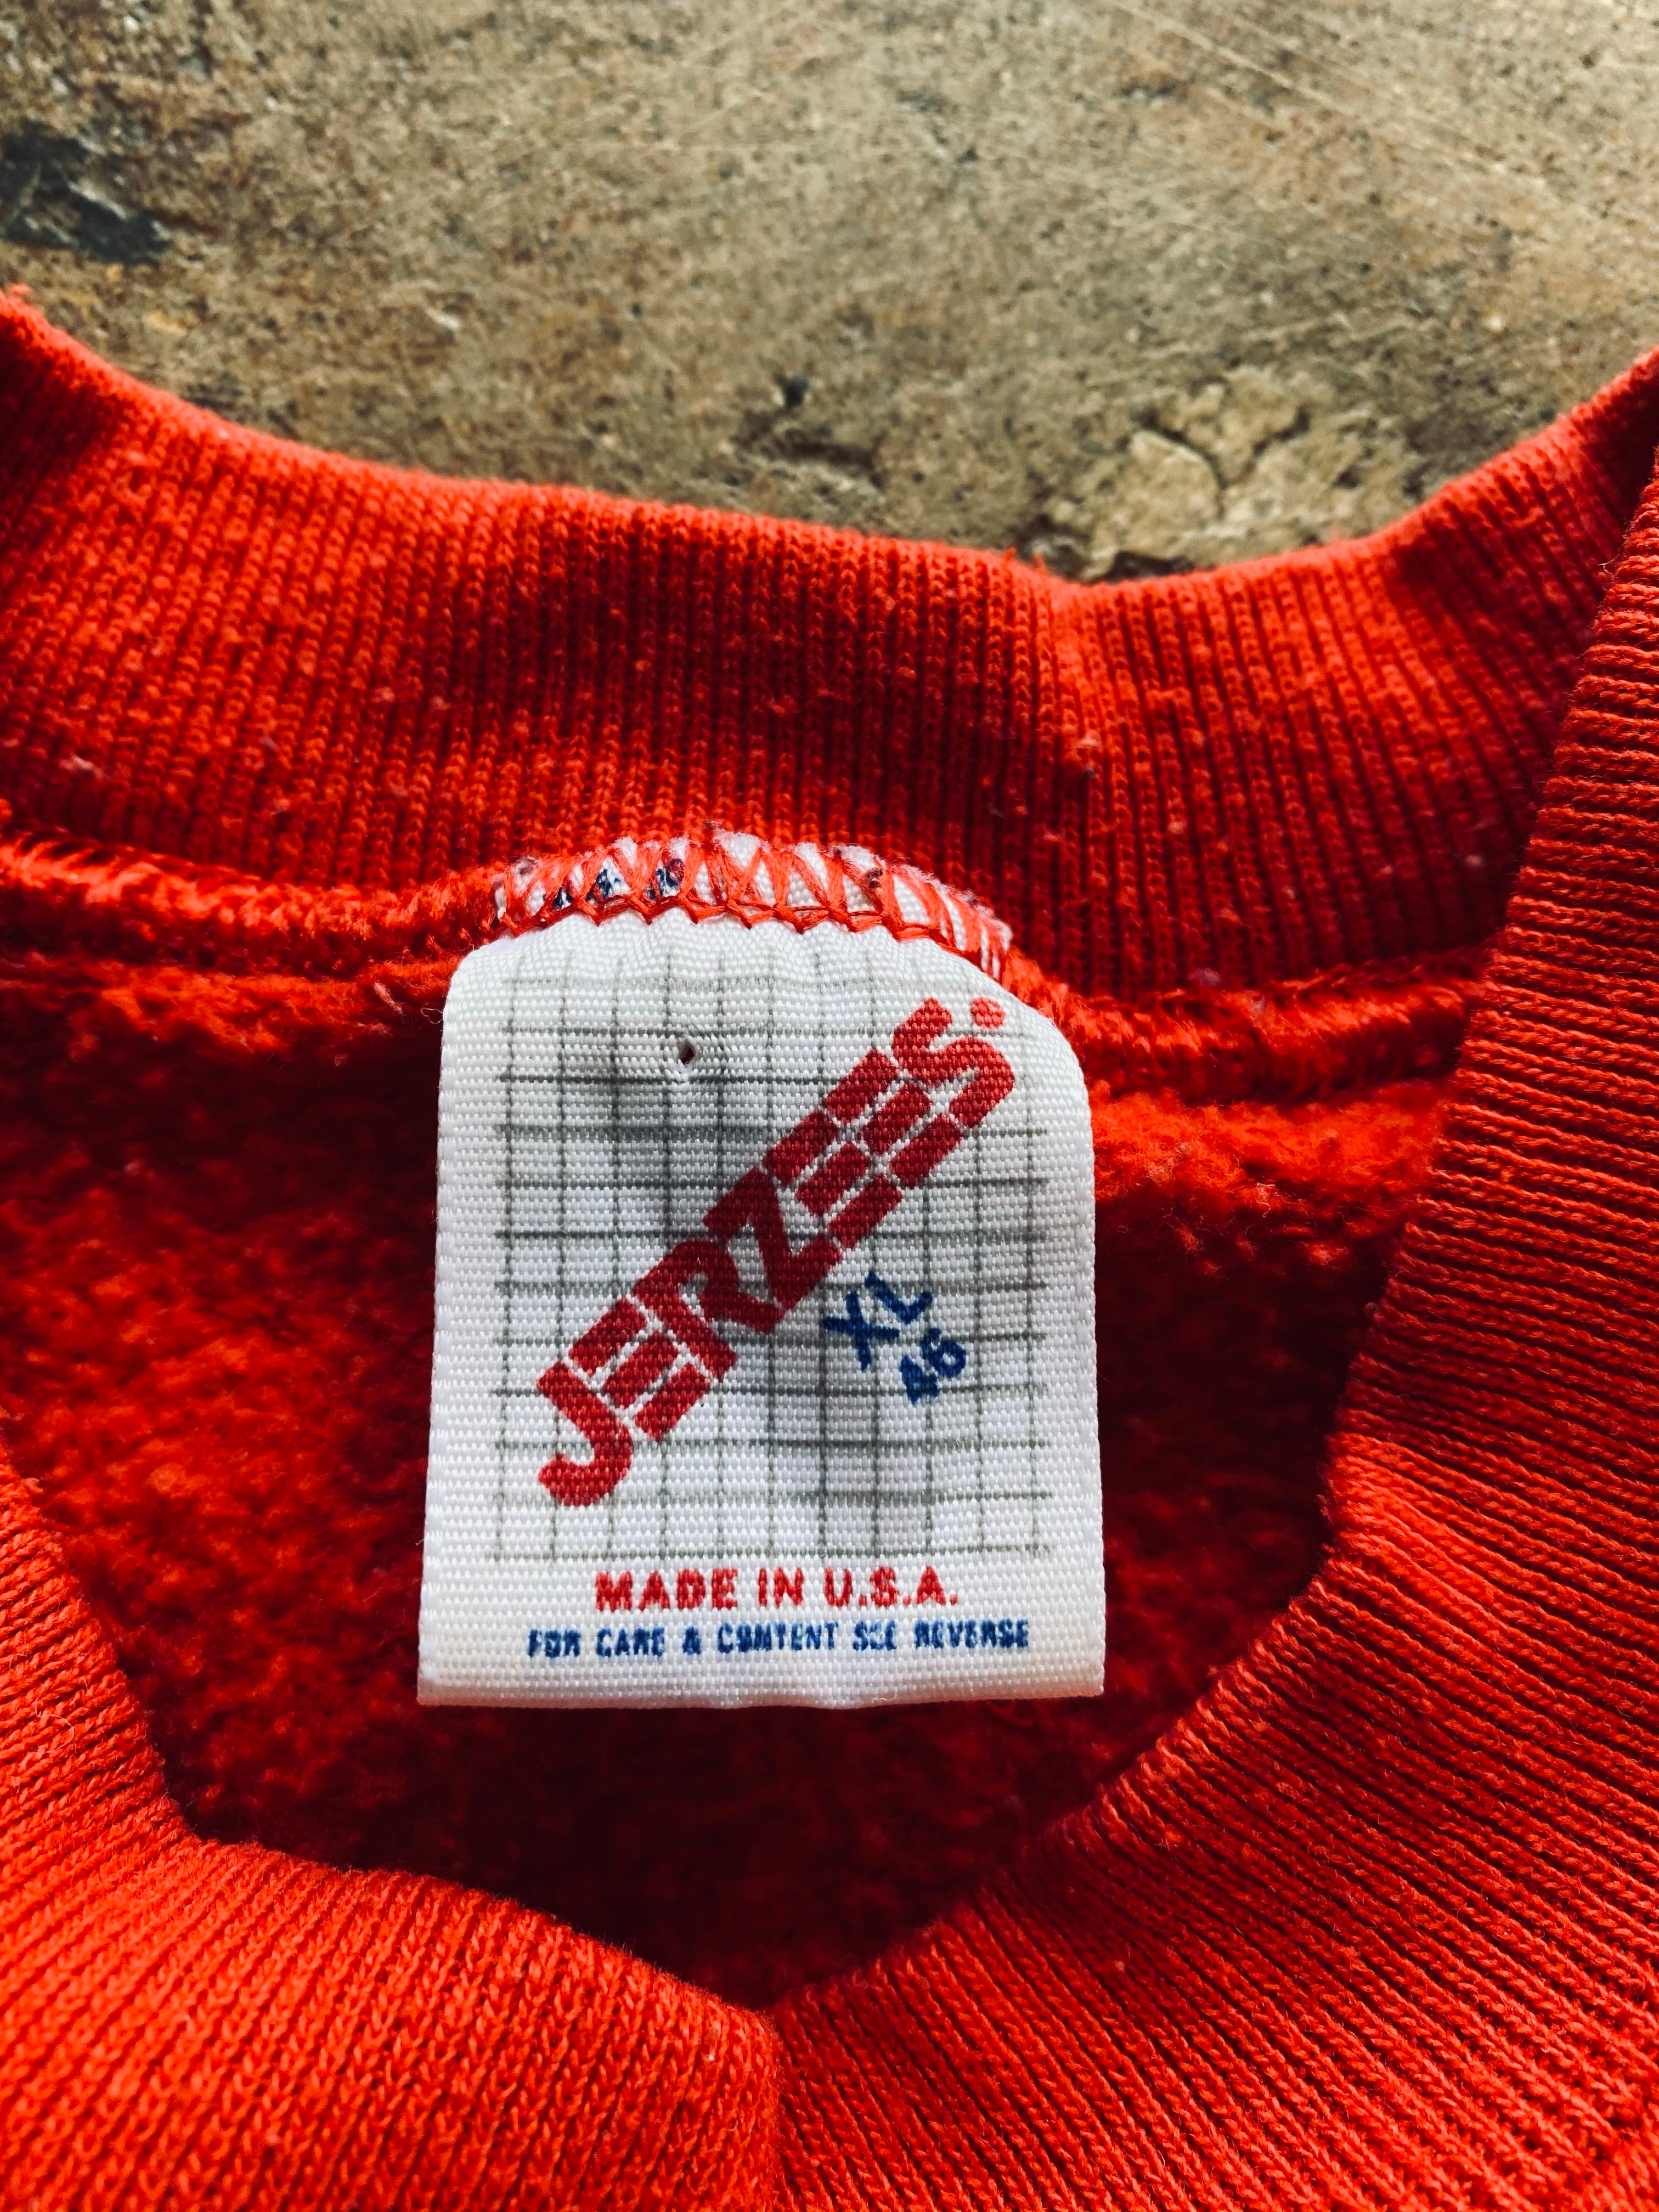 JERZEES.
XL
46
MADE IN U.S.A.
FOR CARE & CONTENT SEE REVERSE